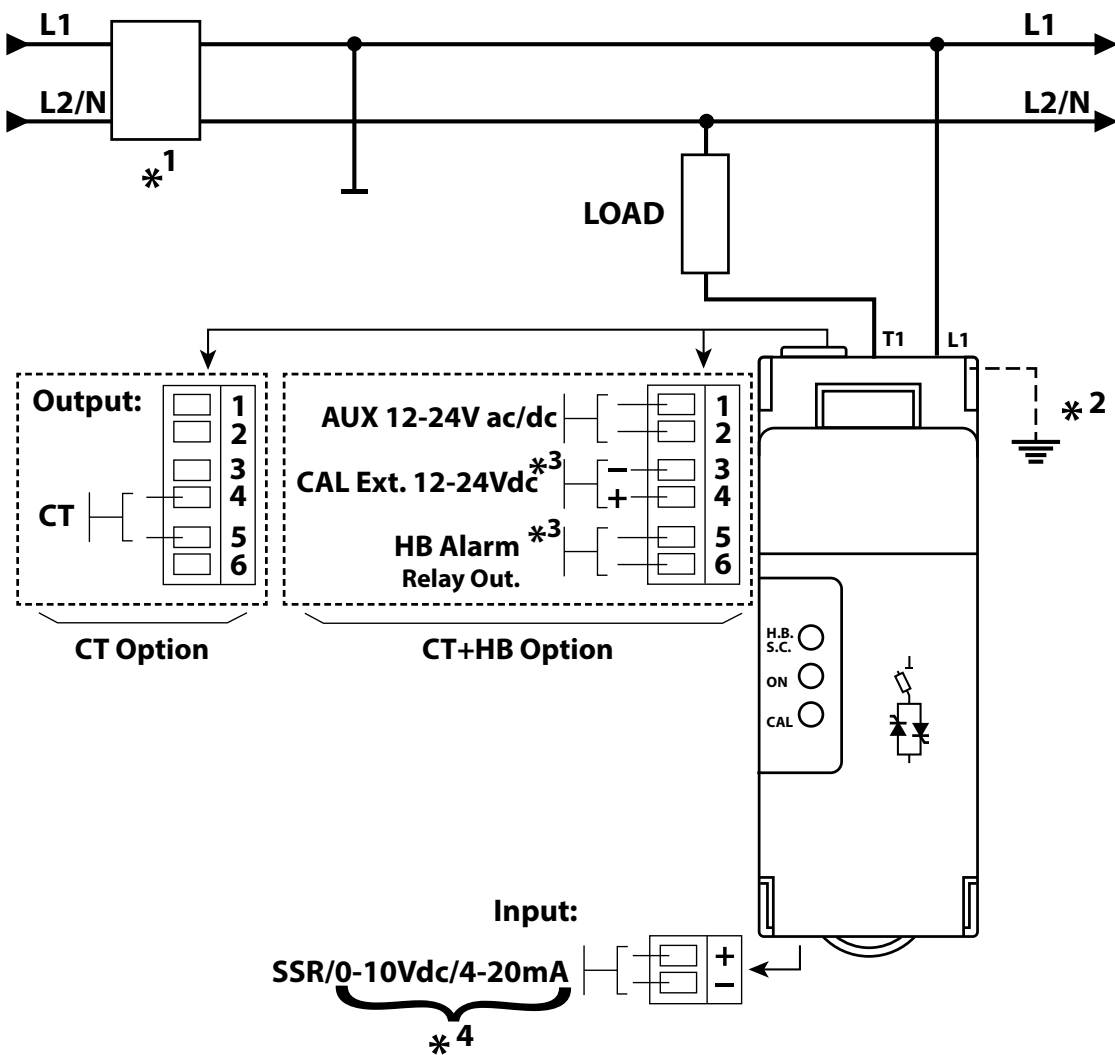 L1
L1
L2/N
L2/N
*1
LOAD
T1
L1
*2
Output:
1
2
3
4
5
6
CT
AUX 12-24V ac/dc
CAL Ext. 12-24Vdc *3
HB Alarm *3
Relay Out.
−
+
1
2
3
4
5
6
CT Option
CT+HB Option
H.B.
S.C.
ON
CAL
Input:
SSR/0-10Vdc/4-20mA
+
−
*4